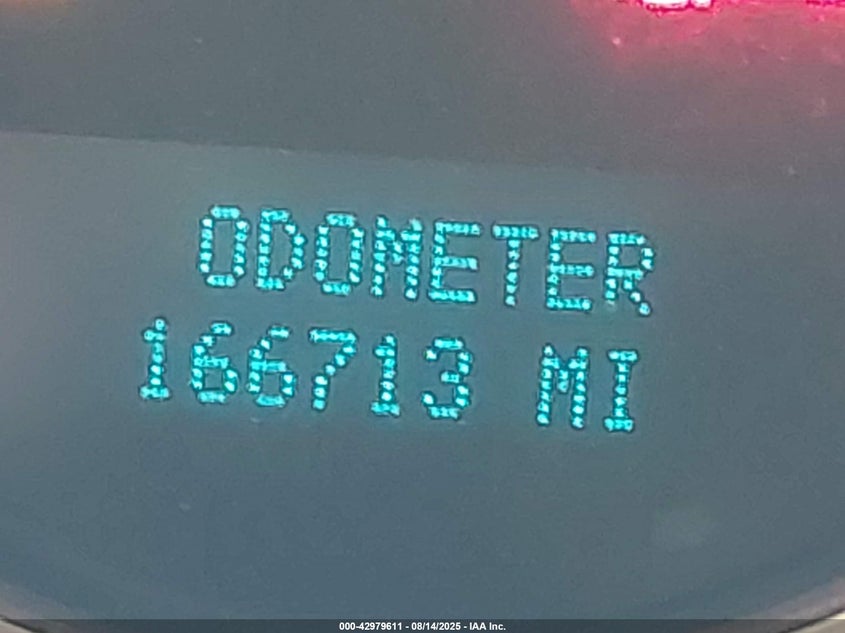 ODOMETER
166713 MI
000-42979611 - 08/14/2025 - IAA Inc.